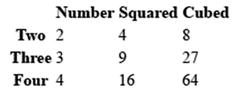 Number Squared Cubed
Two 2 4 8
Three 3 9 27
Four 4 16 64